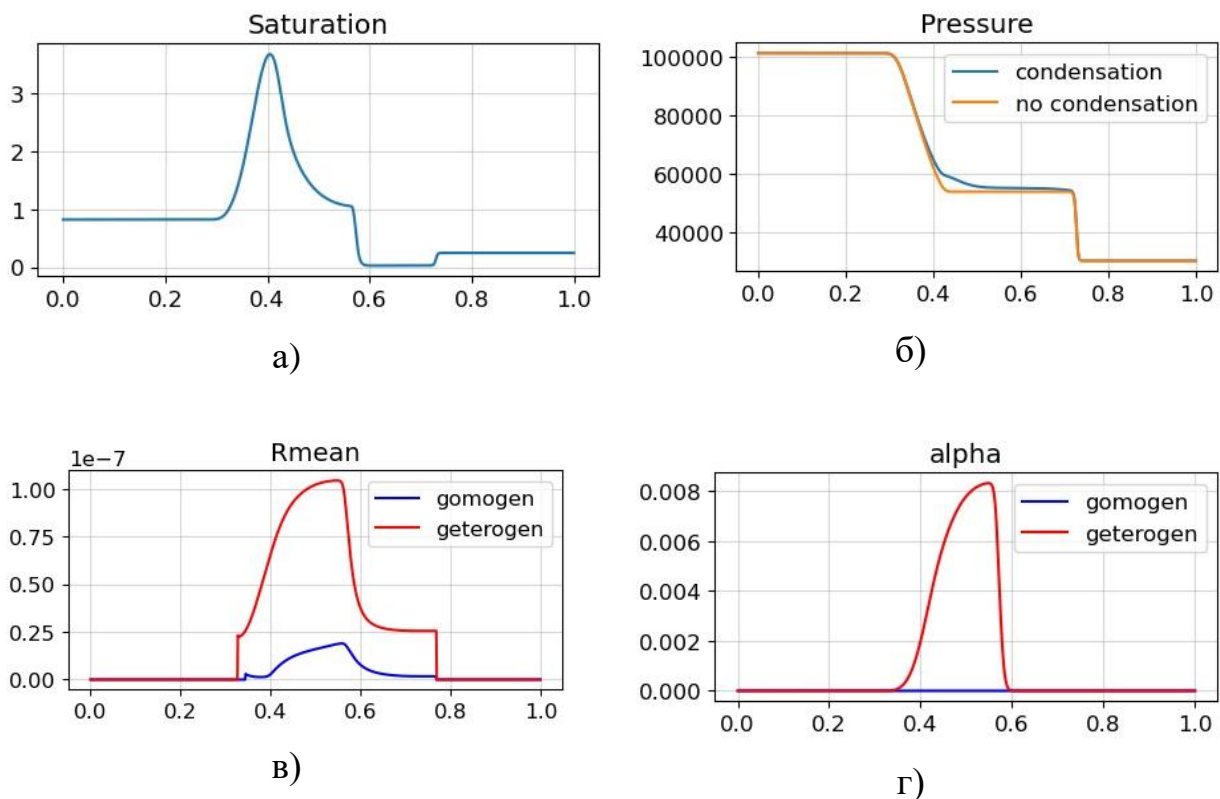 Saturation
3
2
1
0
0.0 0.2 0.4 0.6 0.8 1.0
а)
Pressure
100000
80000
60000
40000
condensation
no condensation
0.0 0.2 0.4 0.6 0.8 1.0
б)
Rmean
1e−7
1.00
0.75
0.50
0.25
0.00
gomogen
geterogen
0.0 0.2 0.4 0.6 0.8 1.0
в)
alpha
0.008
0.006
0.004
0.002
0.000
gomogen
geterogen
0.0 0.2 0.4 0.6 0.8 1.0
г)